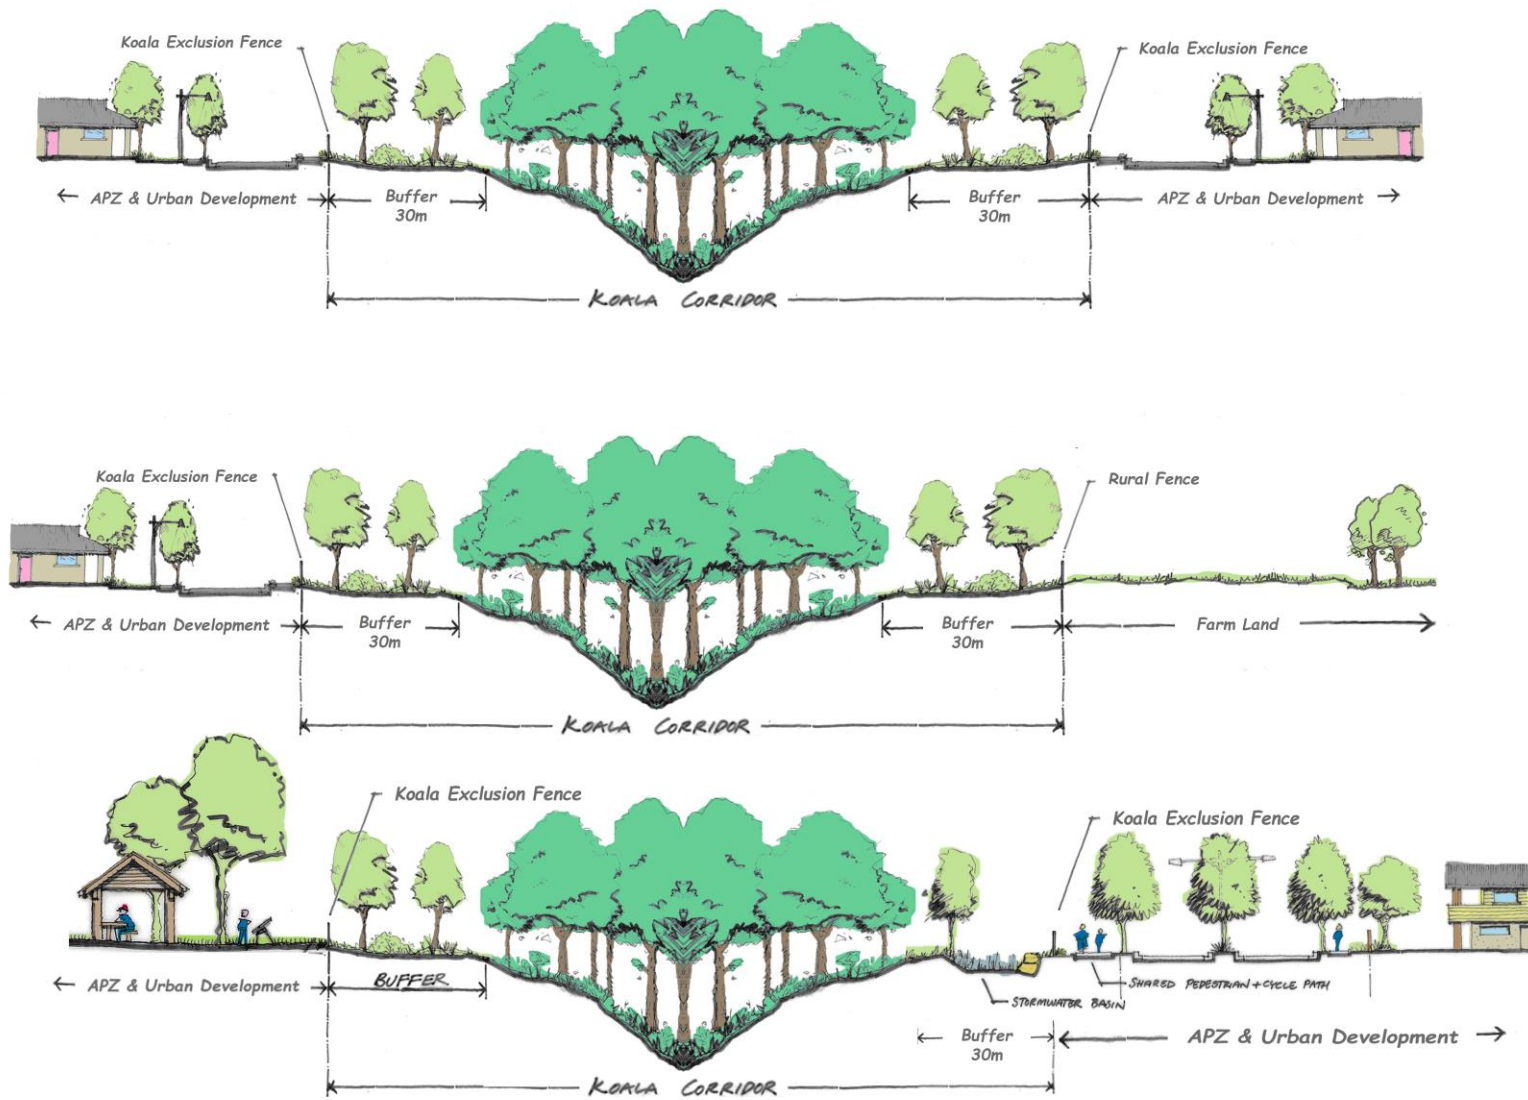 Koala Exclusion Fence
Koala Exclusion Fence
APZ & Urban Development
Buffer
30m
Buffer
30m
APZ & Urban Development
KOALA CORRIDOR
Koala Exclusion Fence
Rural Fence
APZ & Urban Development
Buffer
30m
Buffer
30m
Farm Land
KOALA CORRIDOR
Koala Exclusion Fence
Koala Exclusion Fence
APZ & Urban Development
BUFFER
SHARED PEDESTRIAN + CYCLE PATH
STORMWATER BASIN
Buffer
30m
APZ & Urban Development
KOALA CORRIDOR